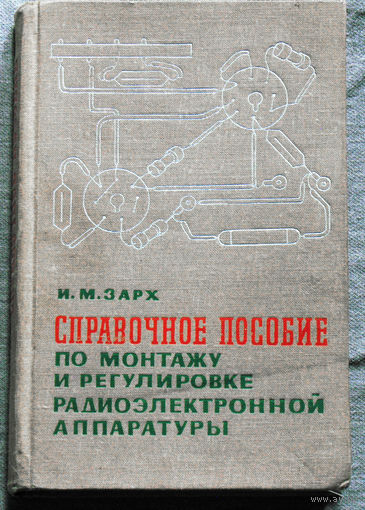 И.М.ЗАРХ
СПРАВОЧНОЕ ПОСОБИЕ
ПО МОНТАЖУ
И РЕГУЛИРОВКЕ
РАДИОЭЛЕКТРОННОЙ
АППАРАТУРЫ